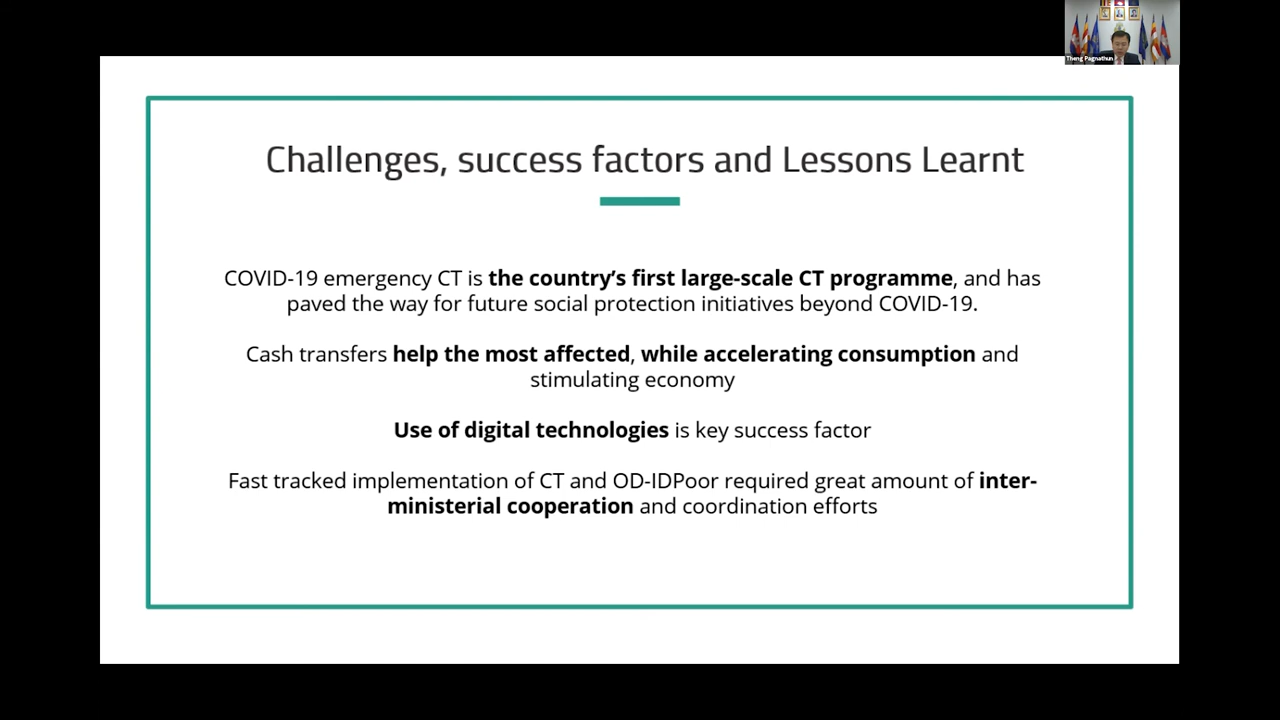 Theng Pagnathun
Challenges, success factors and Lessons Learnt
COVID-19 emergency CT is the country's first large-scale CT programme, and has
paved the way for future social protection initiatives beyond COVID-19.
Cash transfers help the most affected, while accelerating consumption and
stimulating economy
Use of digital technologies is key success factor
Fast tracked implementation of CT and OD-IDPoor required great amount of inter-
ministerial cooperation and coordination efforts